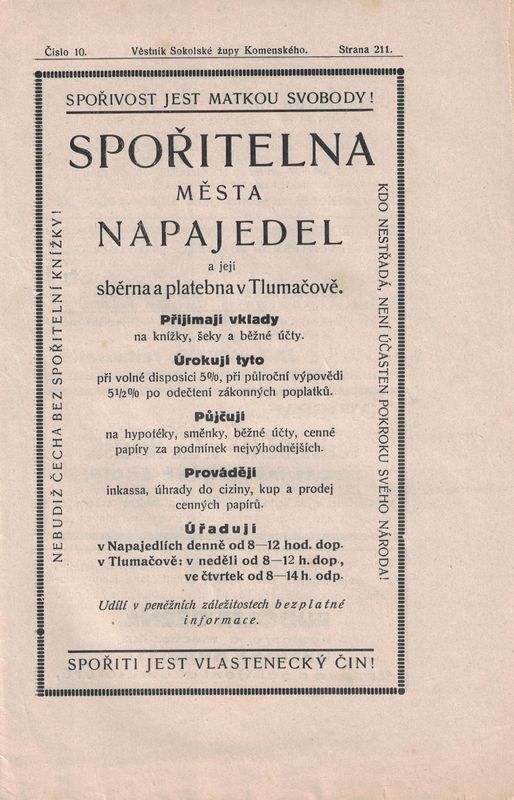 Číslo 10. Věstník Sokolské župy Komenského. Strana 211.
SPOŘIVOST JEST MATKOU SVOBODY!
SPOŘITELNA
MĚSTA
NAPAJEDEL
a její
sběrna a platebna v Tlumačově.
Přijímají vklady
na knížky, šeky a běžné účty.
Úrokují tyto
při volné disposici 5%, při půlroční výpovědi
5½% po odečtení zákonných poplatků.
Půjčují
na hypotéky, směnky, běžné účty, cenné
papíry za podmínek nejvýhodnějších.
Provádějí
inkassa, úhrady do ciziny, kup a prodej
cenných papírů.
Úřadují
v Napajedlích denně od 8—12 hod. dop.
v Tlumačově: v neděli od 8—12 h. dop.,
ve čtvrtek od 8—14 h. odp.
Udílí v peněžních záležitostech bezplatné
informace.
SPOŘITI JEST VLASTENECKÝ ČIN!
NEBUDIŽ ČECHA BEZ SPOŘITELNÍ KNÍŽKY!
KDO NESTŘÁDÁ, NENÍ ÚČASTEN POKROKU SVÉHO NÁRODA!